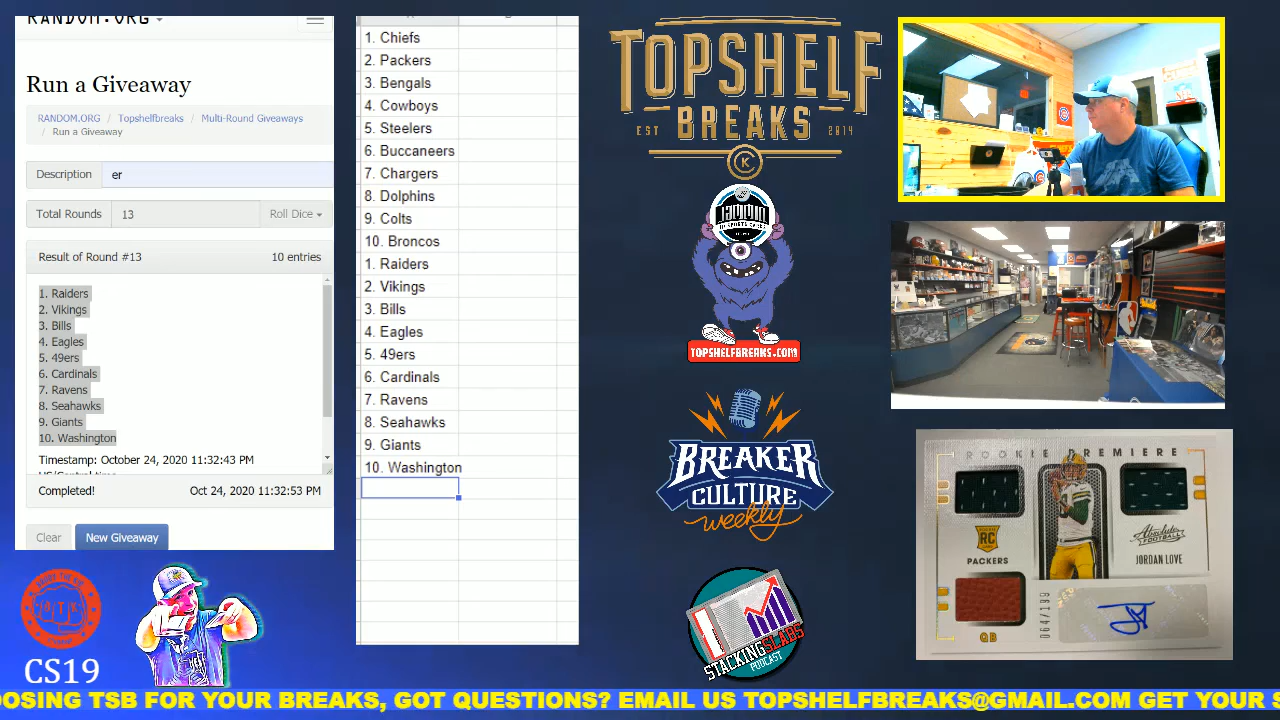 RANDOM.ORG
Run a Giveaway
RANDOM.ORG / Topshelfbreaks / Multi-Round Giveaways
/ Run a Giveaway
Description er
Total Rounds 13 Roll Dice
Result of Round #13 10 entries
1. Raiders
2. Vikings
3. Bills
4. Eagles
5. 49ers
6. Cardinals
7. Ravens
8. Seahawks
9. Giants
10. Washington
Timestamp: October 24, 2020 11:32:43 PM
Completed! Oct 24, 2020 11:32:53 PM
Clear New Giveaway
CS19
1. Chiefs
2. Packers
3. Bengals
4. Cowboys
5. Steelers
6. Buccaneers
7. Chargers
8. Dolphins
9. Colts
10. Broncos
1. Raiders
2. Vikings
3. Bills
4. Eagles
5. 49ers
6. Cardinals
7. Ravens
8. Seahawks
9. Giants
10. Washington
TOPSHELF
EST BREAKS 2014
K
TOPSHELFBREAKS.COM
BREAKER
CULTURE
weekly
STACKINGSLABS
PODCAST
ROOKIE PREMIERE
RC
PACKERS
Absolute
FOOTBALL
JORDAN LOVE
064/199
QB
OOSING TSB FOR YOUR BREAKS, GOT QUESTIONS? EMAIL US TOPSHELFBREAKS@GMAIL.COM GET YOUR S